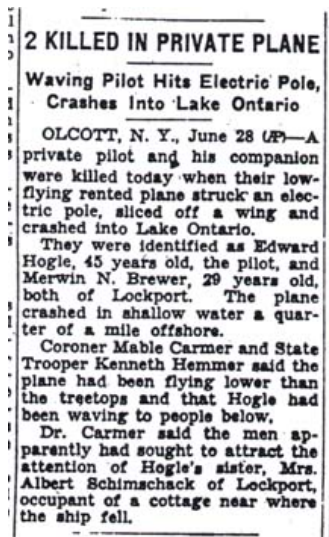 2 KILLED IN PRIVATE PLANE
Waving Pilot Hits Electric Pole,
Crashes Into Lake Ontario
OLCOTT, N. Y., June 28 (AP)—A
private pilot and his companion
were killed today when their low-
flying rented plane struck an elec-
tric pole, sliced off a wing and
crashed into Lake Ontario.
They were identified as Edward
Hogle, 45 years old, the pilot, and
Merwin N. Brewer, 29 years old,
both of Lockport. The plane
crashed in shallow water a quar-
ter of a mile offshore.
Coroner Mable Carmer and State
Trooper Kenneth Hemmer said the
plane had been flying lower than
the treetops and that Hogle had
been waving to people below.
Dr. Carmer said the men ap-
parently had sought to attract the
attention of Hogle's sister, Mrs.
Albert Schimschack of Lockport,
occupant of a cottage near where
the ship fell.